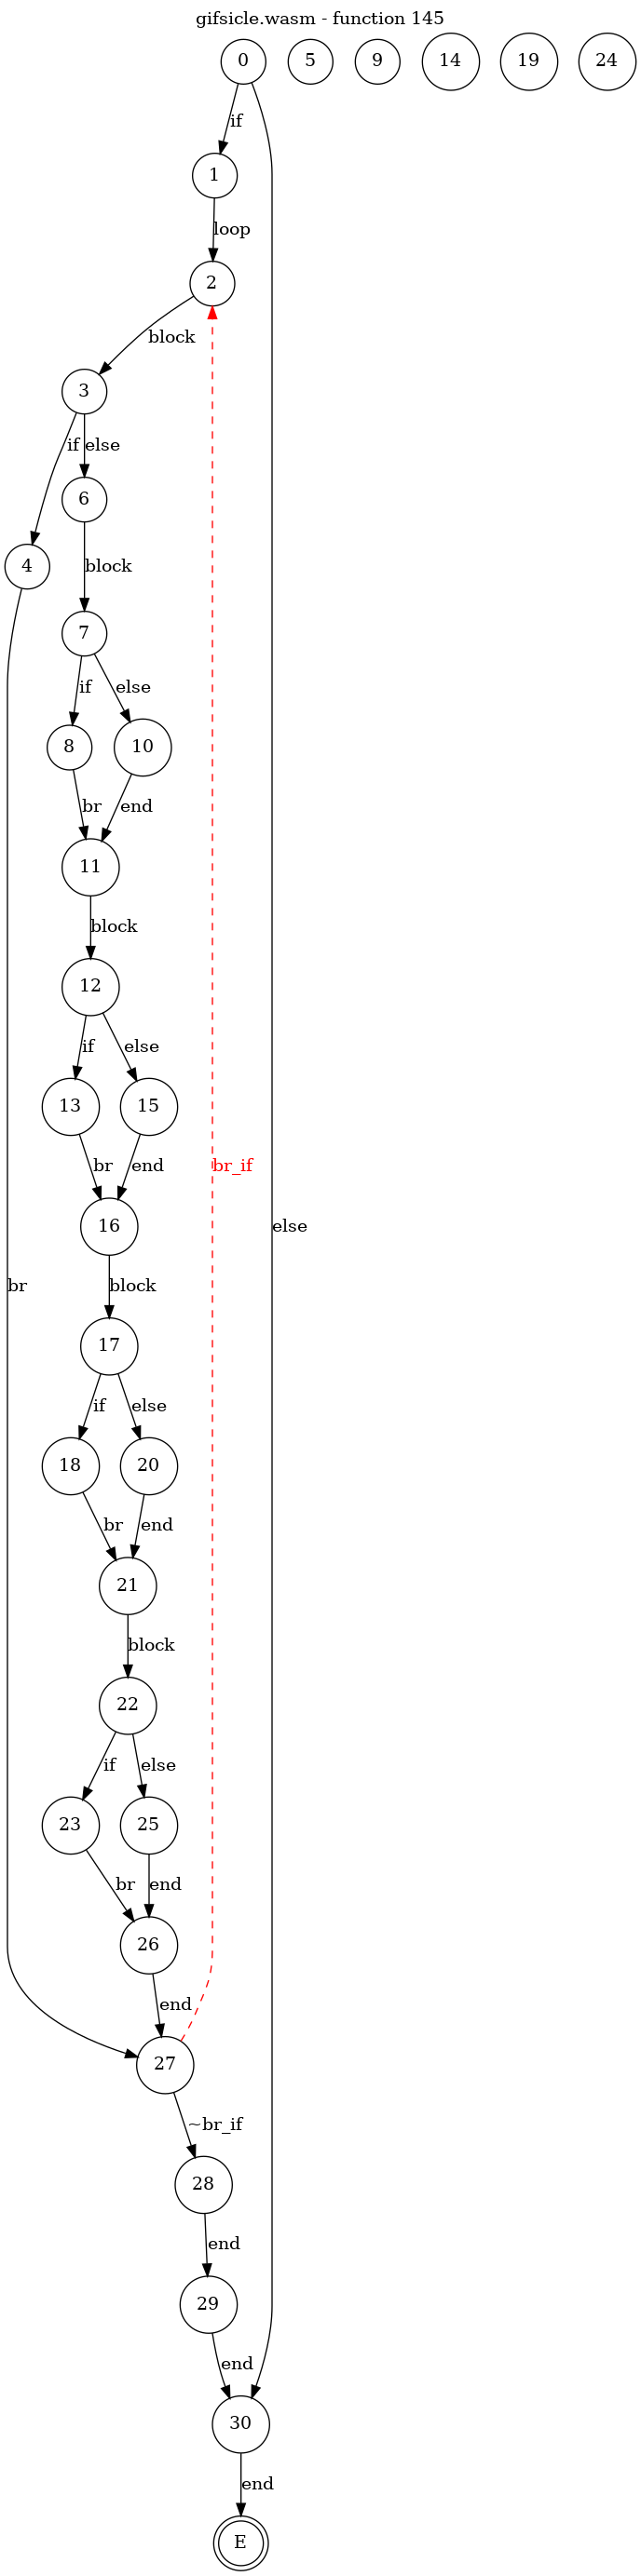 gifsicle.wasm - function 145
0 5 9 14 19 24
if
1
loop
2
block
3
if else
6
4
block
7
if else
8 10
br end
11
block
12
if else
13 15
br end br_if
16
else
br block
17
if else
18 20
br end
21
block
22
if else
23 25
br end
26
end
27
~br_if
28
end
29
end
30
end
E